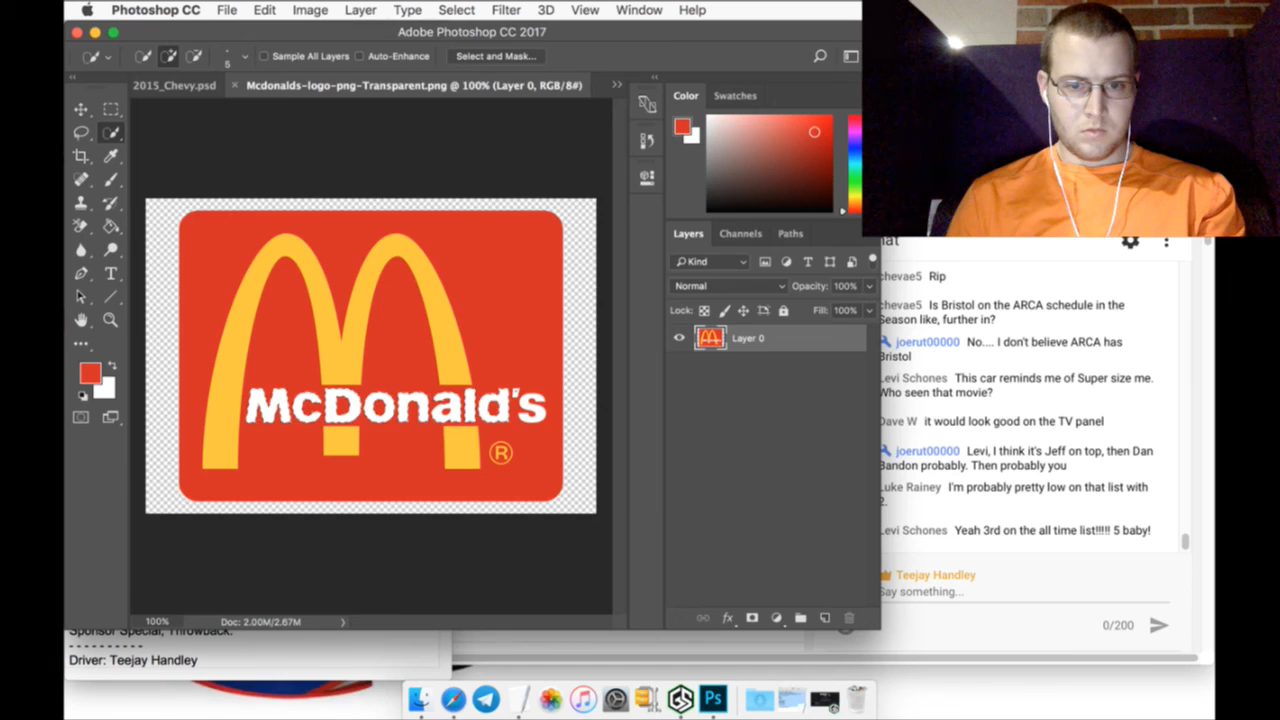 Photoshop CC File Edit Image Layer Type Select Filter 3D View Window Help
Adobe Photoshop CC 2017
5 Sample All Layers Auto-Enhance Select and Mask...
2015_Chevy.psd × Mcdonalds-logo-png-Transparent.png @ 100% (Layer 0, RGB/8#)
Color Swatches
McDonald's
®
Layers Channels Paths
Kind
Normal Opacity: 100%
Lock: Fill: 100%
Layer 0
fx
100% Doc: 2.00M/2.67M
Sponsor Special, Throwback.
----------
Driver: Teejay Handley
chevae5 Rip
chevae5 Is Bristol on the ARCA schedule in the
Season like, further in?
joerut00000 No.... I don't believe ARCA has
Bristol
Levi Schones This car reminds me of Super size me.
Who seen that movie?
Dave W it would look good on the TV panel
joerut00000 Levi, I think it's Jeff on top, then Dan
Bandon probably. Then probably you
Luke Rainey I'm probably pretty low on that list with
2.
Levi Schones Yeah 3rd on the all time list!!!!! 5 baby!
Teejay Handley
Say something...
0/200
Ps